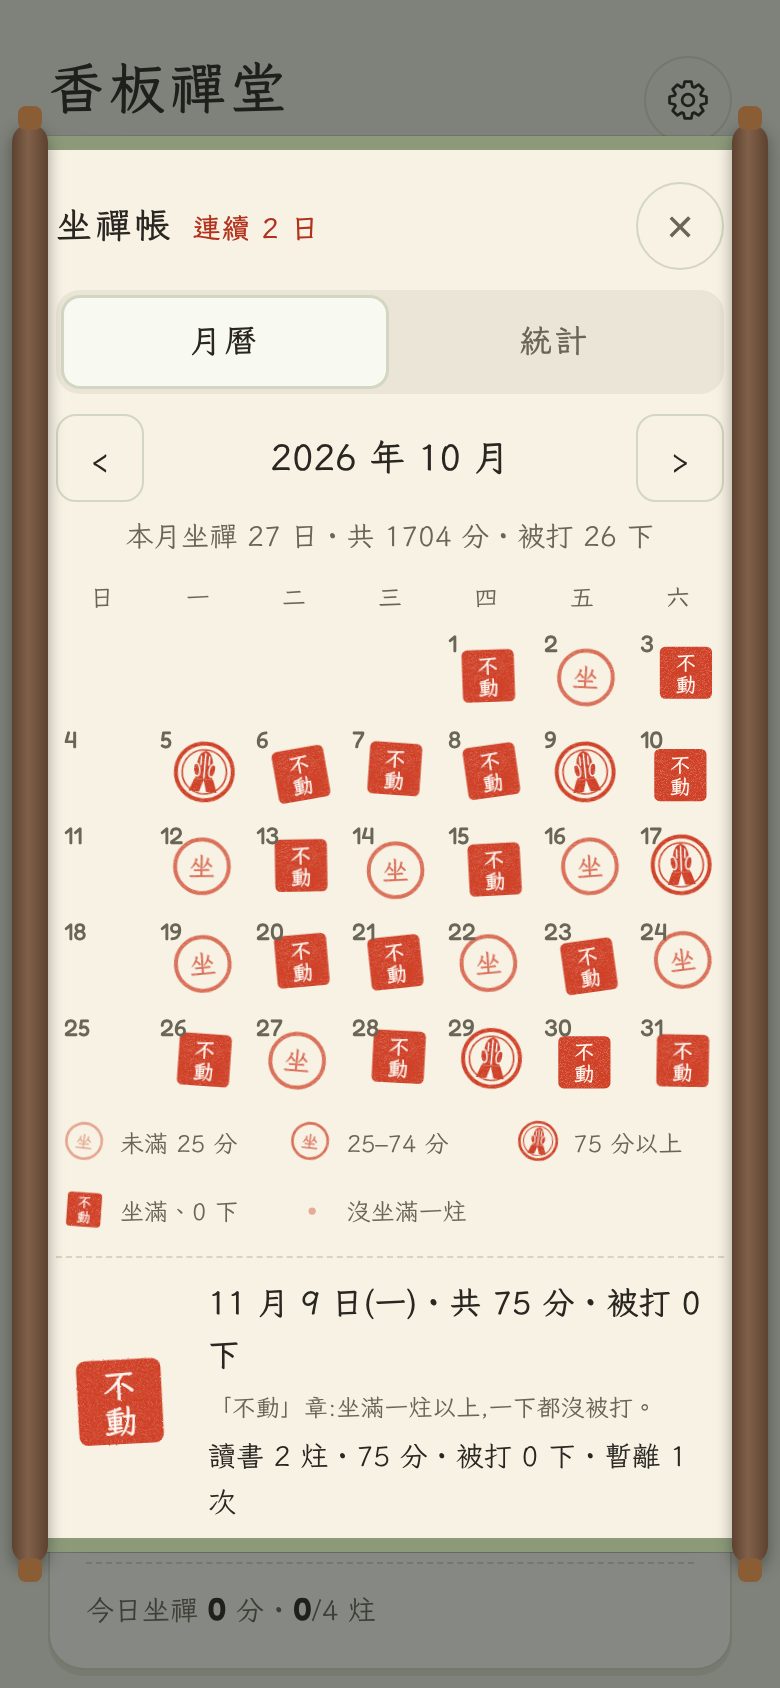 香板禪堂
坐禪帳 連續 2 日
月曆 統計
< 2026 年 10 月 >
本月坐禪 27 日・共 1704 分・被打 26 下
日 一 二 三 四 五 六
1 不動 2 坐 3 不動
4 5 6 不動 7 不動 8 不動 9 10 不動
11 12 坐 13 不動 14 坐 15 不動 16 坐 17
18 19 坐 20 不動 21 不動 22 坐 23 不動 24 坐
25 26 不動 27 坐 28 不動 29 30 不動 31 不動
坐 未滿 25 分 坐 25–74 分 75 分以上
不動 坐滿、0 下 沒坐滿一炷
11 月 9 日(一)・共 75 分・被打 0
下
不動
「不動」章:坐滿一炷以上,一下都沒被打。
讀書 2 炷・75 分・被打 0 下・暫離 1
次
今日坐禪 0 分・0/4 炷